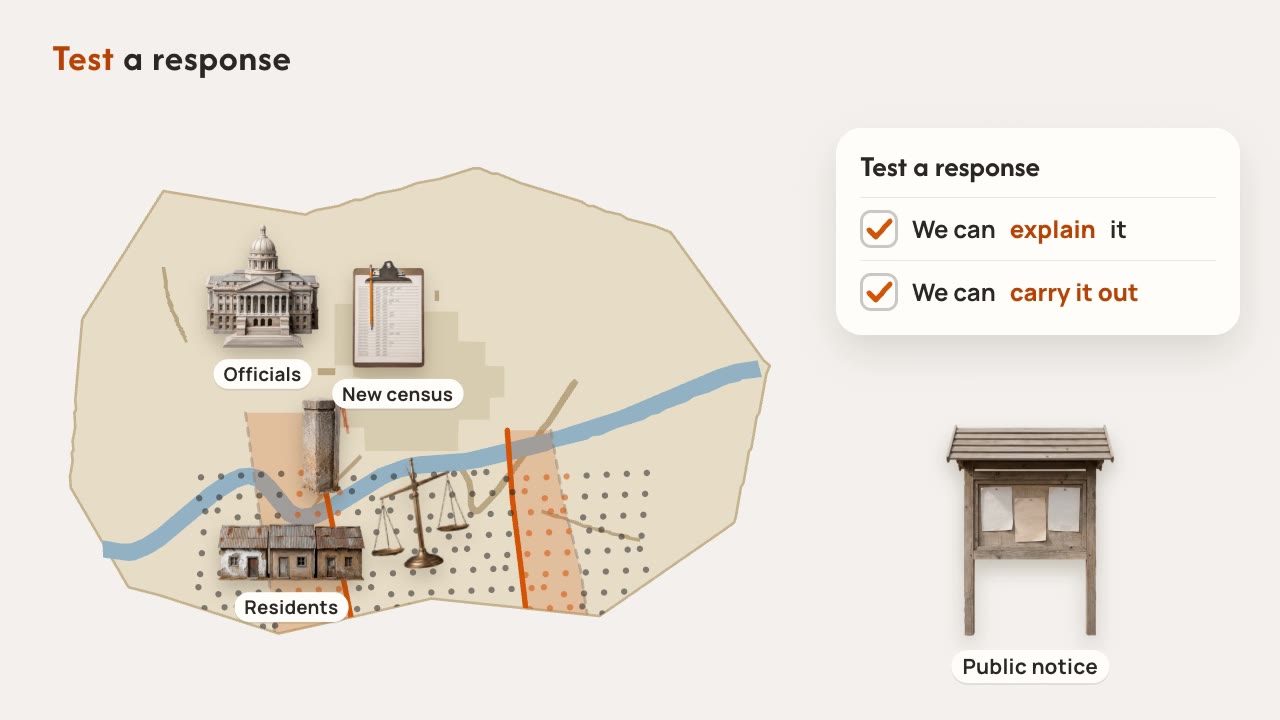 Test a response
Test a response
We can explain it
We can carry it out
Officials
New census
Residents
Public notice